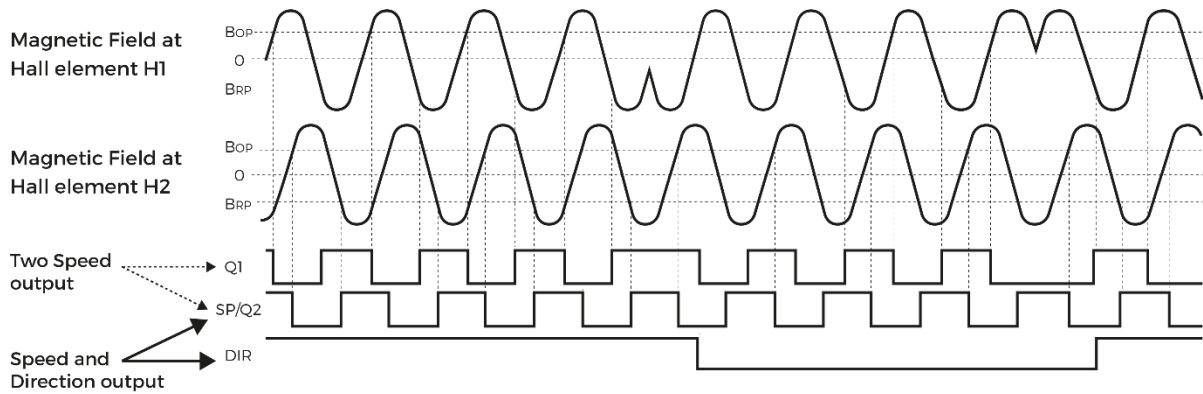 Magnetic Field at
Hall element H1
BOP
0
BRP
Magnetic Field at
Hall element H2
BOP
0
BRP
Two Speed
output
Q1
SP/Q2
Speed and
Direction output
DIR